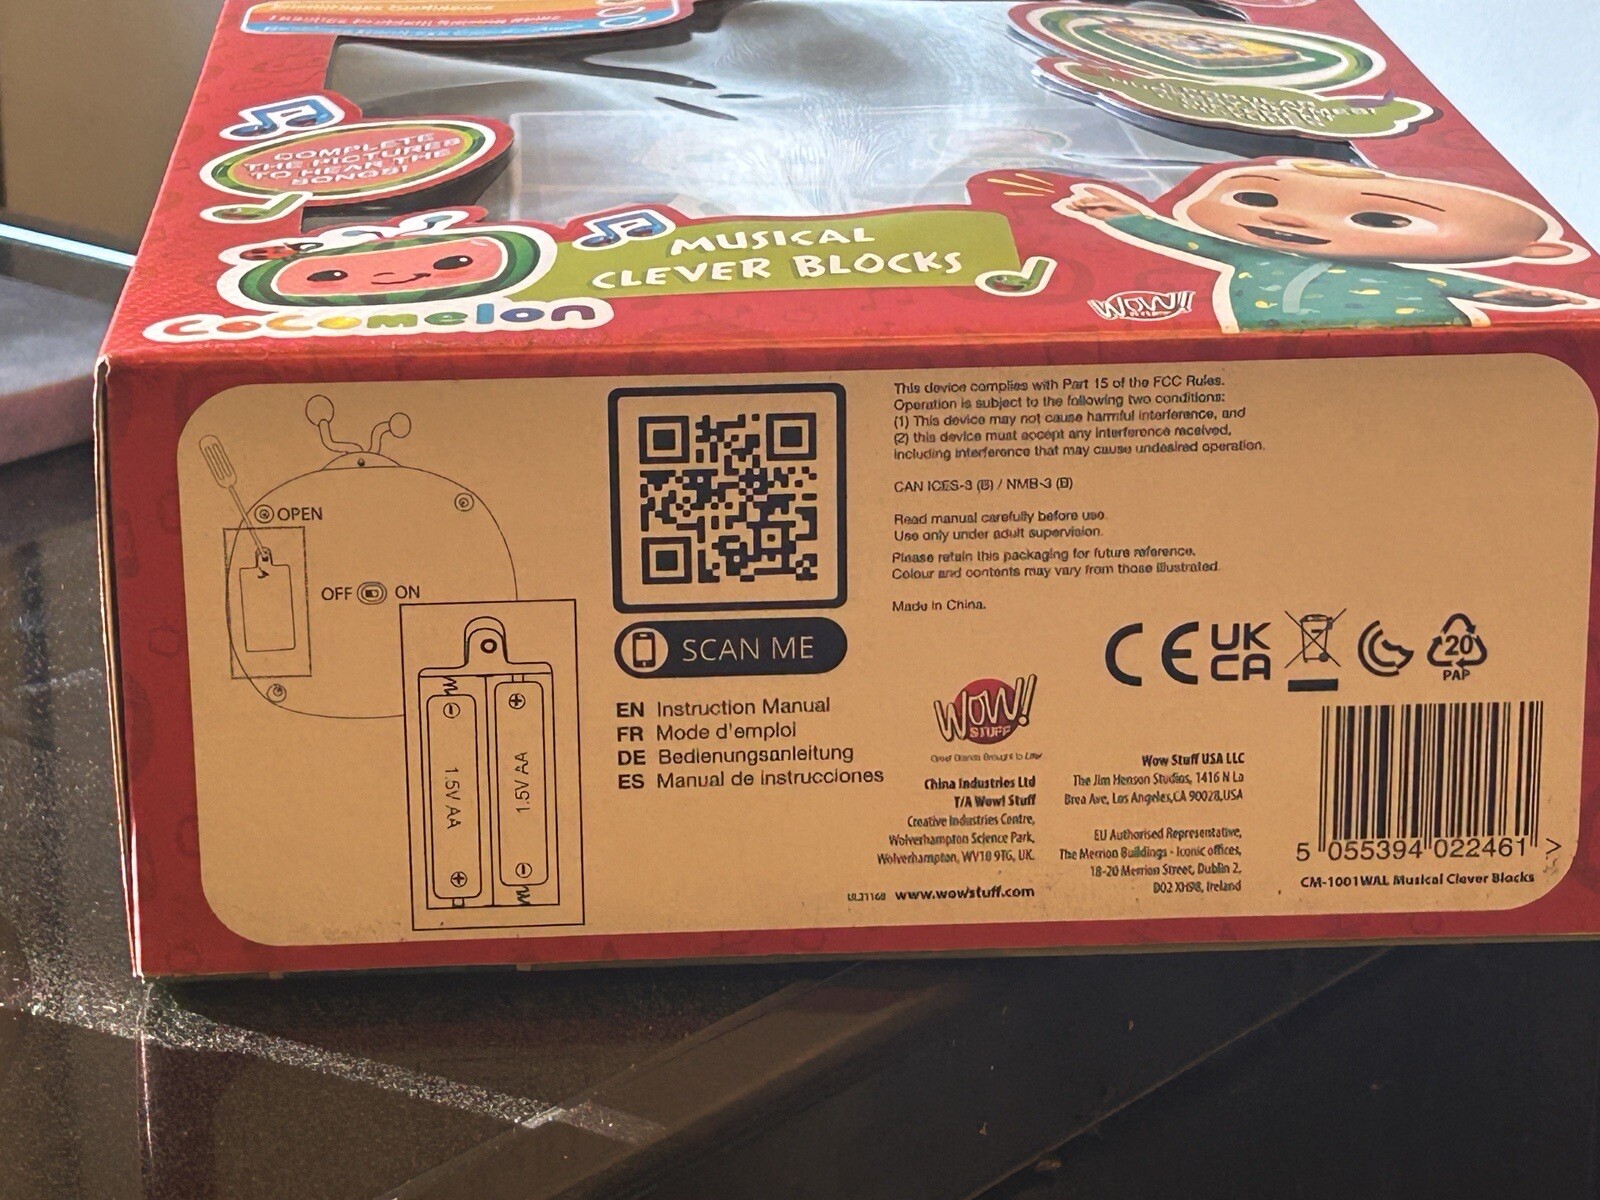 COMPLETE
THE PICTURES
TO HEAR THE
SONGS!
MUSICAL
CLEVER BLOCKS
CoComelon
WOW!
OPEN
OFF ON
1.5V AA
1.5V AA
SCAN ME
EN Instruction Manual
FR Mode d'emploi
DE Bedienungsanleitung
ES Manual de instrucciones
This device complies with Part 15 of the FCC Rules.
Operation is subject to the following two conditions:
(1) This device may not cause harmful interference, and
(2) this device must accept any interference received,
including interference that may cause undesired operation.
CAN ICES-3 (B) / NMB-3 (B)
Read manual carefully before use.
Use only under adult supervision.
Please retain this packaging for future reference.
Colour and contents may vary from those illustrated.
Made in China.
CE UK
CA
20
PAP
WOW!
STUFF
China Industries Ltd
T/A Wow! Stuff
Creative Industries Centre,
Wolverhampton Science Park,
Wolverhampton, WV10 9TG, UK.
UL21168 www.wowstuff.com
Wow Stuff USA LLC
The Jim Henson Studios, 1416 N La
Brea Ave, Los Angeles,CA 90028,USA
EU Authorised Representative,
The Merrion Buildings - Iconic offices,
18-20 Merrion Street, Dublin 2,
D02 XH98, Ireland
5 055394 022461 >
CM-1001WAL Musical Clever Blocks